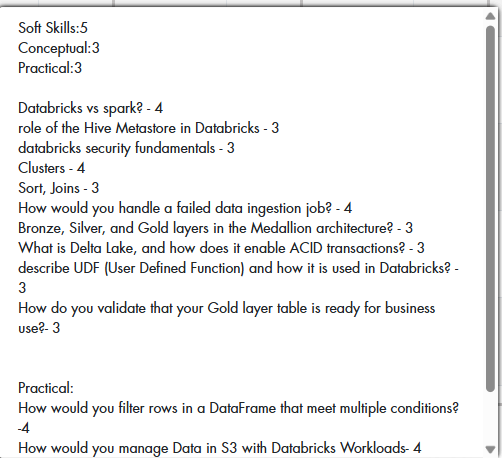 Soft Skills:5
Conceptual:3
Practical:3
Databricks vs spark? - 4
role of the Hive Metastore in Databricks - 3
databricks security fundamentals - 3
Clusters - 4
Sort, Joins - 3
How would you handle a failed data ingestion job? - 4
Bronze, Silver, and Gold layers in the Medallion architecture? - 3
What is Delta Lake, and how does it enable ACID transactions? - 3
describe UDF (User Defined Function) and how it is used in Databricks? -
3
How do you validate that your Gold layer table is ready for business
use?- 3
Practical:
How would you filter rows in a DataFrame that meet multiple conditions?
-4
How would you manage Data in S3 with Databricks Workloads- 4